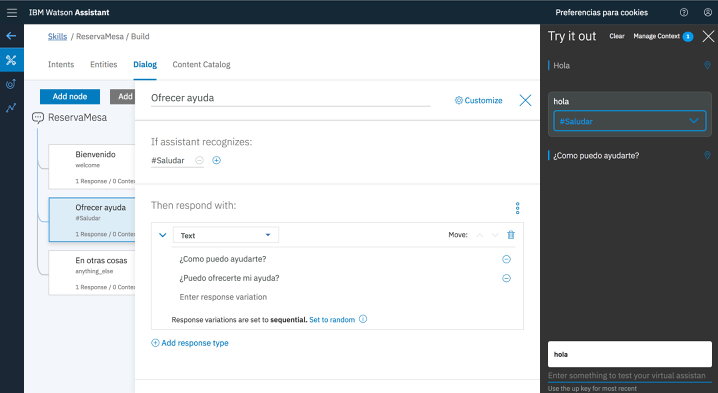 IBM Watson Assistant
Preferencias para cookies
Skills / ReservaMesa / Build
Intents Entities Dialog Content Catalog
Add node Add
ReservaMesa
Bienvenido
welcome
1 Response / 0 Contex
Ofrecer ayuda
#Saludar
1 Response / 0 Contex
En otras cosas
anything_else
1 Response / 0 Contex
Ofrecer ayuda
Customize
If assistant recognizes:
#Saludar
Then respond with:
Text
Move:
¿Como puedo ayudarte?
¿Puedo ofrecerte mi ayuda?
Enter response variation
Response variations are set to sequential. Set to random
Add response type
Try it out Clear Manage Context 1
Hola
hola
#Saludar
¿Como puedo ayudarte?
hola
Enter something to test your virtual assistan
Use the up key for most recent